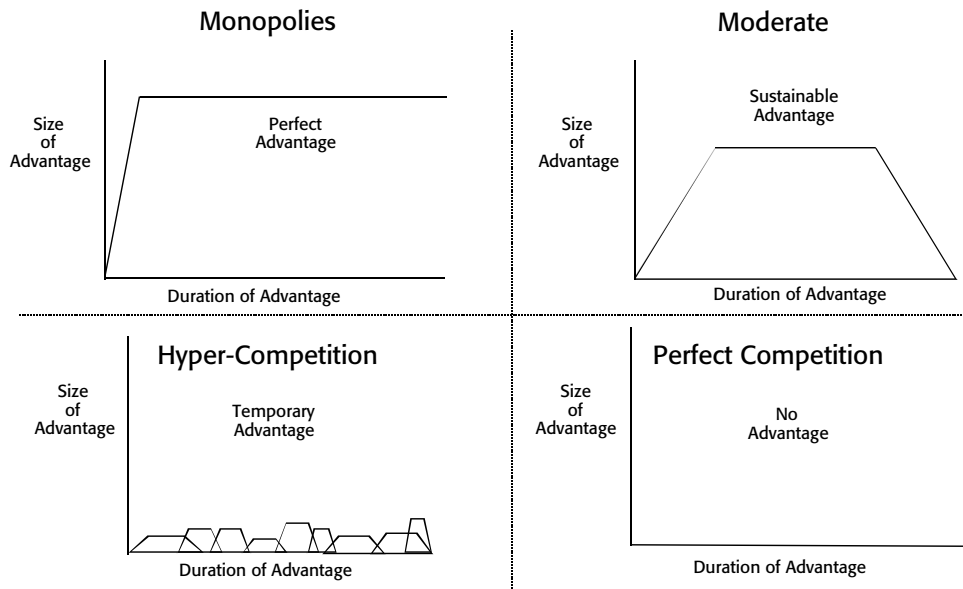 Monopolies
Size
of
Advantage
Perfect
Advantage
Duration of Advantage
Moderate
Size
of
Advantage
Sustainable
Advantage
Duration of Advantage
Hyper-Competition
Size
of
Advantage
Temporary
Advantage
Duration of Advantage
Perfect Competition
Size
of
Advantage
No
Advantage
Duration of Advantage